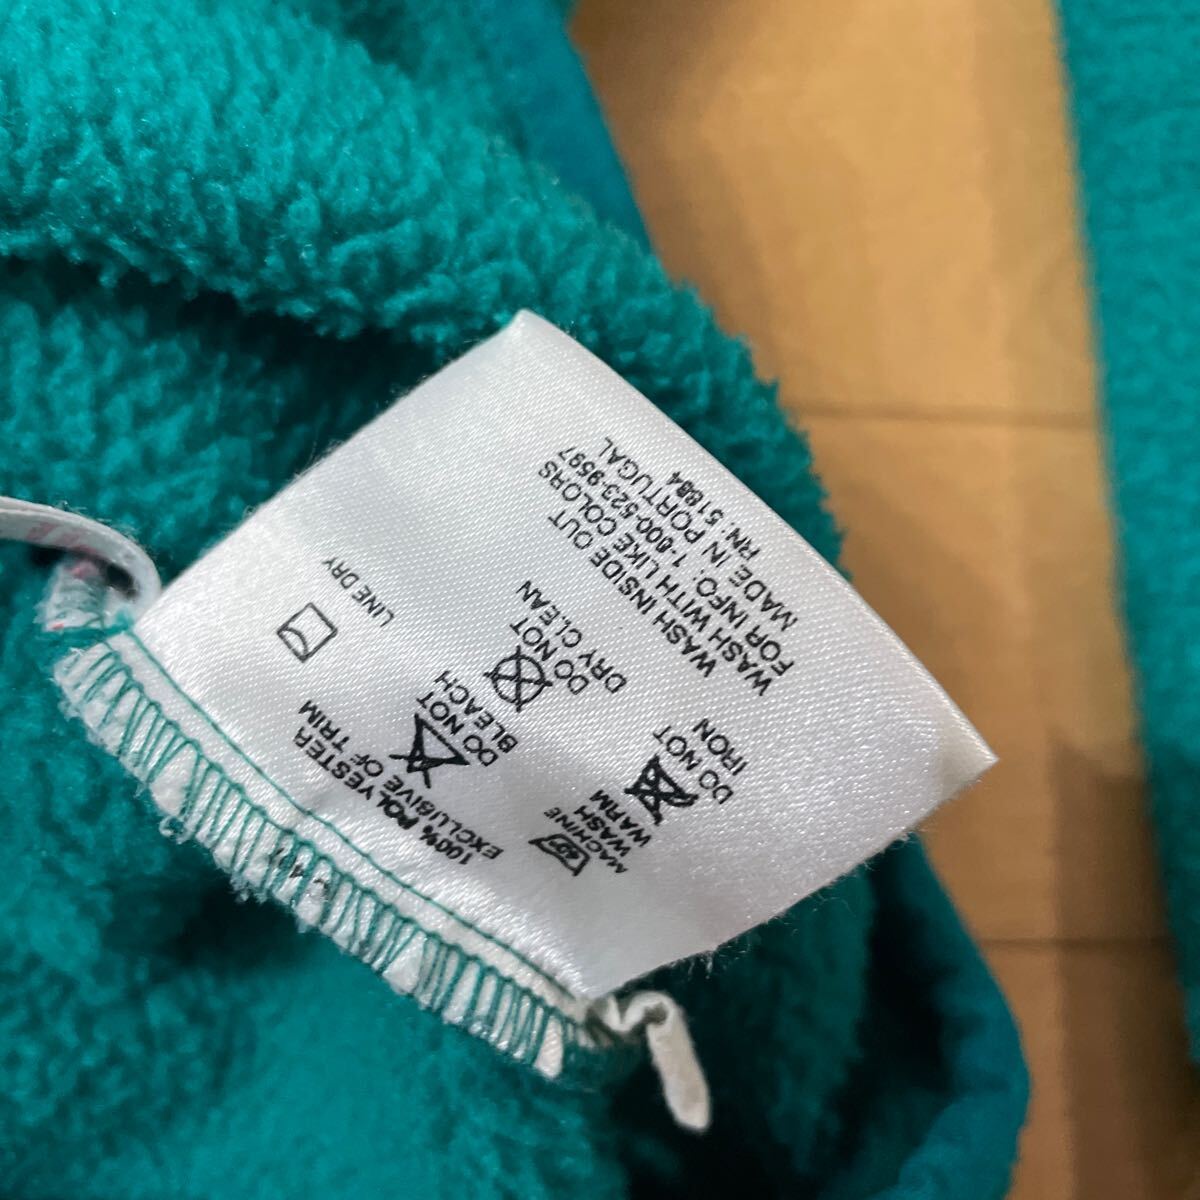 100% POLYESTER
EXCLUSIVE OF TRIM
MACHINE
WASH
WARM
DO NOT
BLEACH
LINE DRY
DO NOT
IRON
DO NOT
DRY CLEAN
WASH INSIDE OUT
WASH WITH LIKE COLORS
FOR INFO: 1-800-523-9597
MADE IN PORTUGAL
RN: 51884